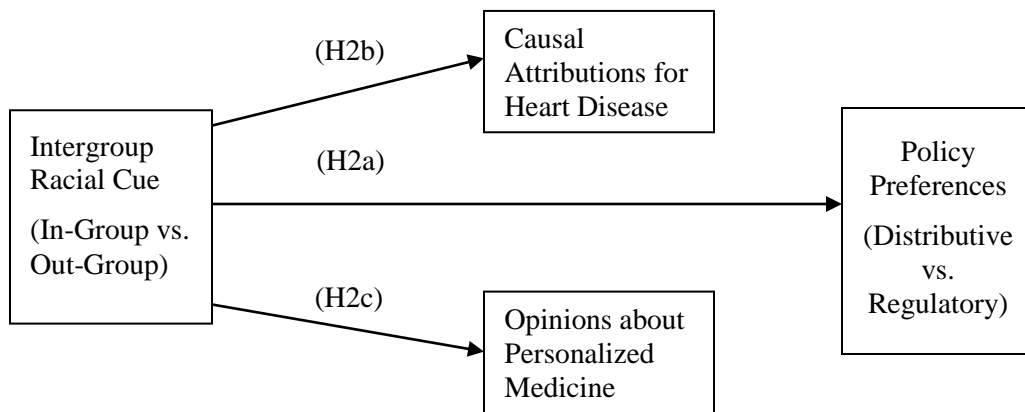 Intergroup
Racial Cue
(In-Group vs.
Out-Group)
(H2b)
(H2a)
(H2c)
Causal
Attributions for
Heart Disease
Opinions about
Personalized
Medicine
Policy
Preferences
(Distributive
vs.
Regulatory)